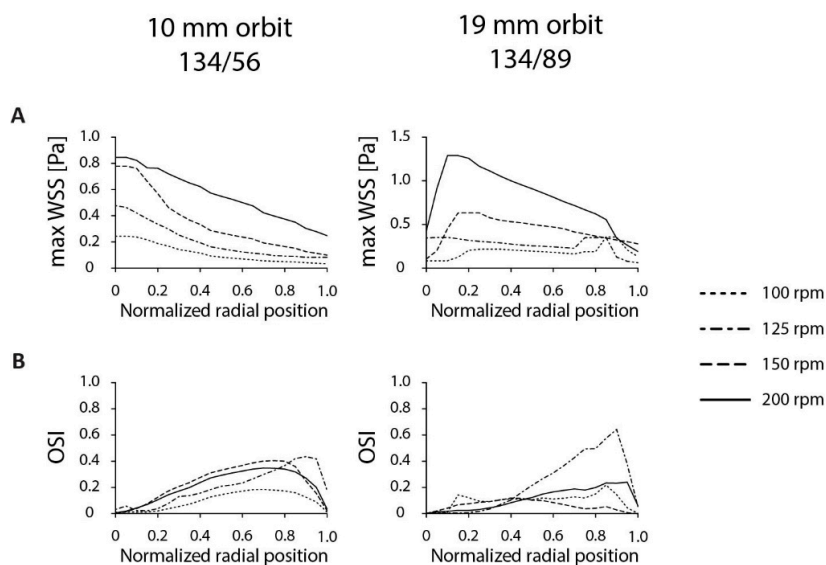 10 mm orbit
134/56
19 mm orbit
134/89
A
max WSS [Pa]
1.0
0.8
0.6
0.4
0.2
0
0 0.2 0.4 0.6 0.8 1.0
Normalized radial position
max WSS [Pa]
1.5
1.0
0.5
0
0 0.2 0.4 0.6 0.8 1.0
Normalized radial position
100 rpm
125 rpm
150 rpm
200 rpm
B
OSI
1.0
0.8
0.6
0.4
0.2
0
0 0.2 0.4 0.6 0.8 1.0
Normalized radial position
OSI
1.0
0.8
0.6
0.4
0.2
0
0 0.2 0.4 0.6 0.8 1.0
Normalized radial position